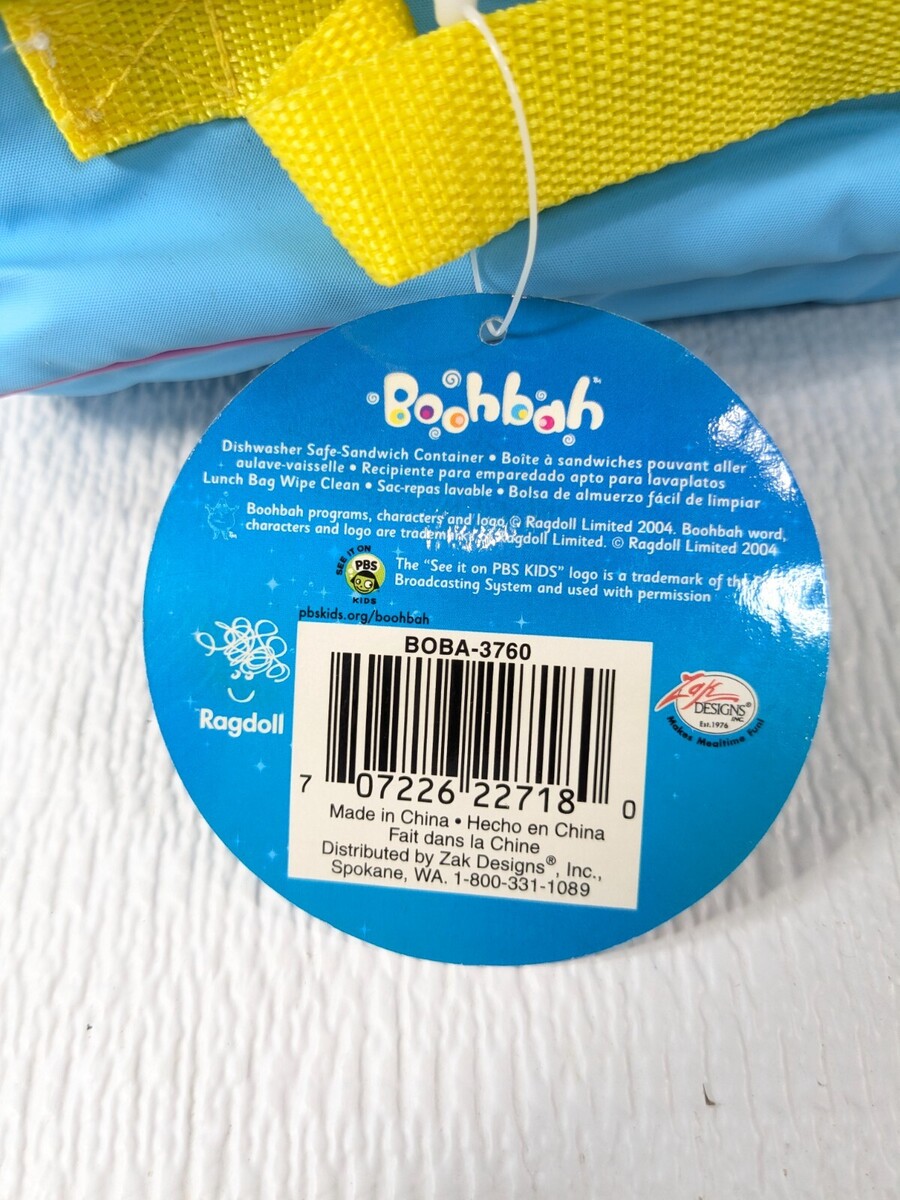 Boohbah™
Dishwasher Safe-Sandwich Container • Boîte à sandwiches pouvant aller
aulave-vaisselle • Recipiente para emparedado apto para lavaplatos
Lunch Bag Wipe Clean • Sac-repas lavable • Bolsa de almuerzo fácil de limpiar
Boohbah programs, characters and logo © Ragdoll Limited 2004. Boohbah word,
characters and logo are Ragdoll Limited. © Ragdoll Limited 2004
SEE IT ON
PBS
KIDS
The "See it on PBS KIDS" logo is a trademark of the
Broadcasting System and used with permission
pbskids.org/boohbah
Ragdoll
BOBA-3760
7 07226 22718 0
Made in China • Hecho en China
Fait dans la Chine
Distributed by Zak Designs®, Inc.,
Spokane, WA. 1-800-331-1089
Zak
DESIGNS®
INC.
Est.1976
Makes Mealtime Fun!